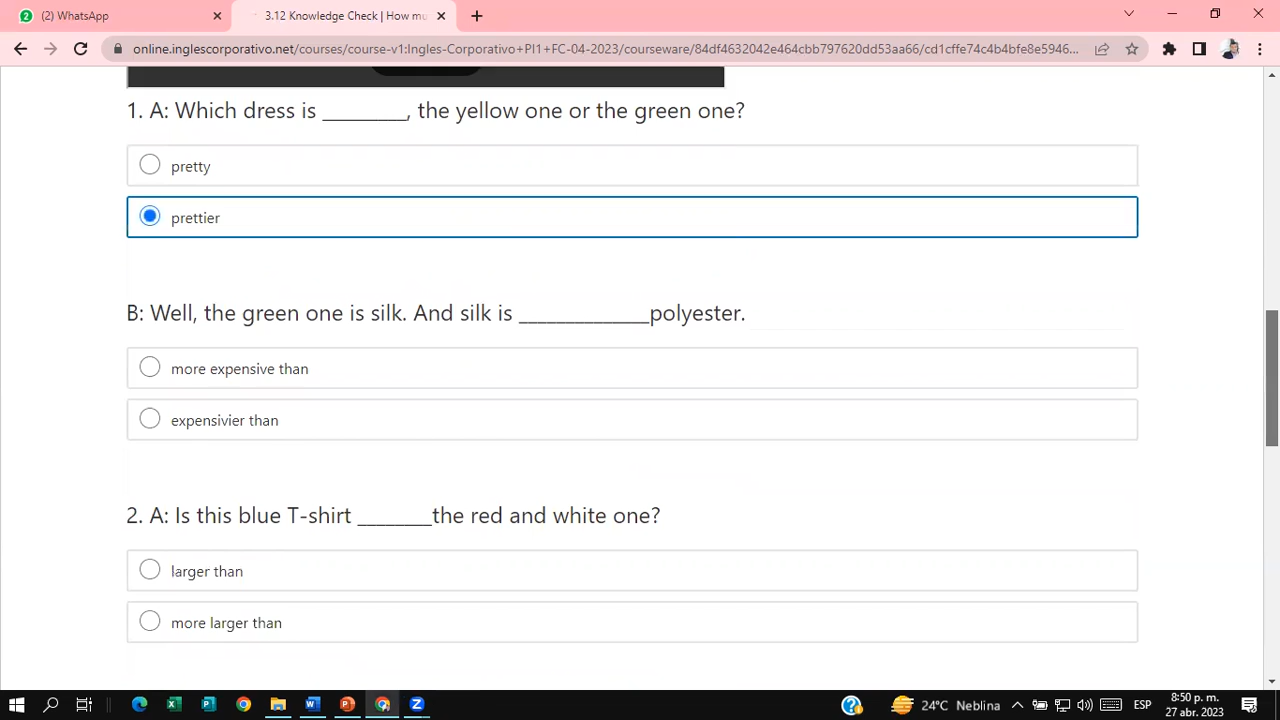 (2) WhatsApp
3.12 Knowledge Check | How mu
online.inglescorporativo.net/courses/course-v1:Ingles-Corporativo+PI1+FC-04-2023/courseware/84df4632042e464cbb797620dd53aa66/cd1cffe74c4b4bfe8e5946...
1. A: Which dress is _________, the yellow one or the green one?
pretty
prettier
B: Well, the green one is silk. And silk is ______________polyester.
more expensive than
expensivier than
2. A: Is this blue T-shirt ________the red and white one?
larger than
more larger than
24°C Neblina
ESP
8:50 p. m.
27 abr. 2023